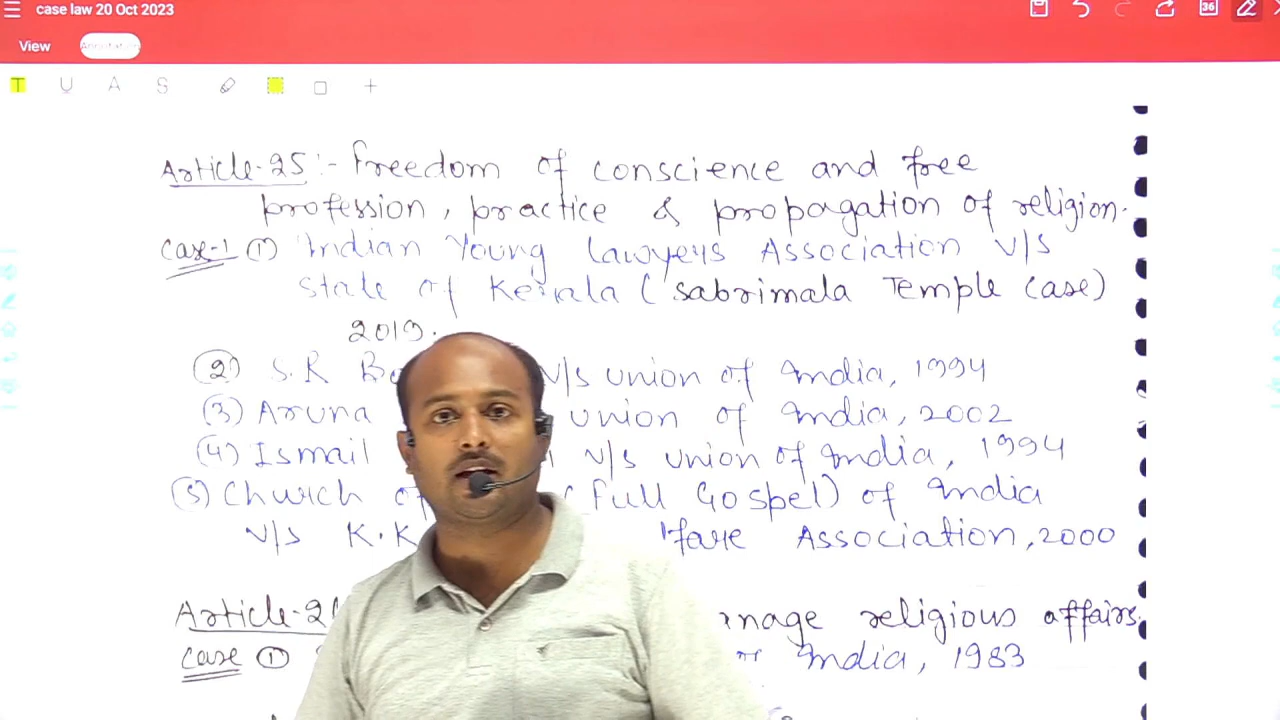 case law 20 Oct 2023
36
View
Annotation
T U A S
Article-25:- Freedom of conscience and free
profession, practice & propagation of religion.
Case-1 (1) Indian Young Lawyers Association V/S
State of Kerala (Sabrimala Temple Case)
2019.
(2) S.R Bo V/S union of India, 1994
(3) Aruna union of India, 2002
(4) Ismail V/S union of India, 1994
(5) Church of (Full Gospel) of India
V/S K.K Association, 2000
Article-2 religious affairs.
Case (1) India, 1983